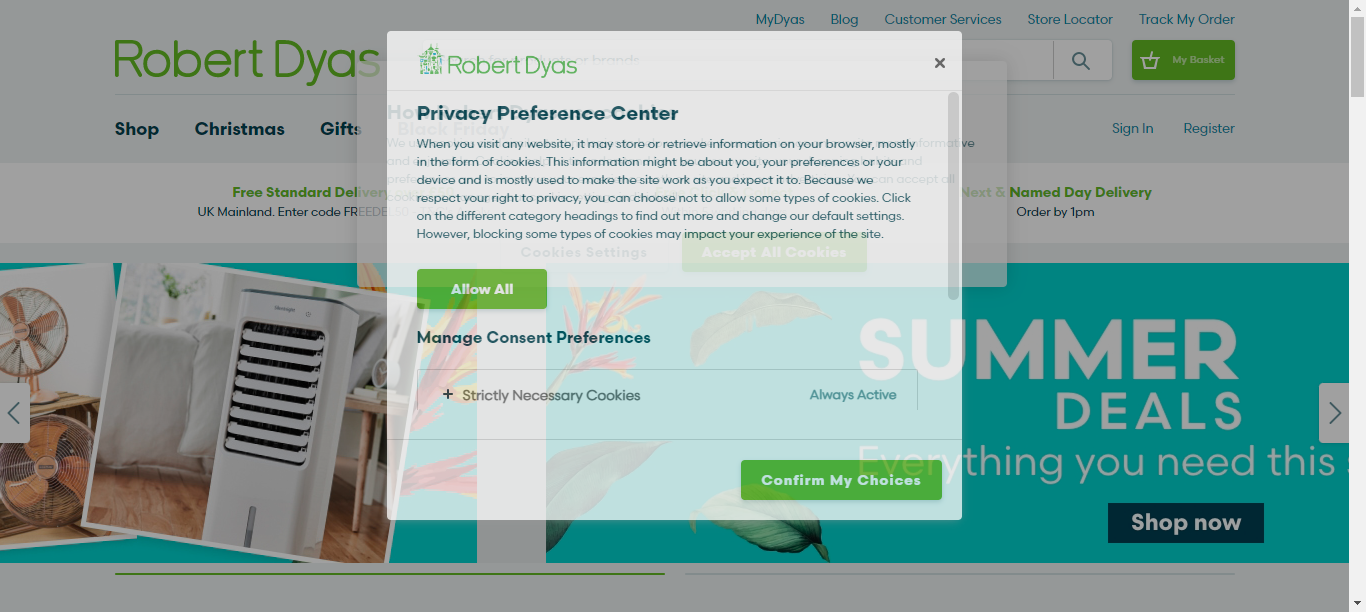 MyDyas Blog Customer Services Store Locator Track My Order
Robert Dyas
My Basket
Shop Christmas Gifts Black Friday
Sign In Register
Free Standard Delivery
UK Mainland. Enter code FREEDEL
Next & Named Day Delivery
Order by 1pm
Robert Dyas
Privacy Preference Center
When you visit any website, it may store or retrieve information on your browser, mostly
in the form of cookies. This information might be about you, your preferences or your
device and is mostly used to make the site work as you expect it to. Because we
respect your right to privacy, you can choose not to allow some types of cookies. Click
on the different category headings to find out more and change our default settings.
However, blocking some types of cookies may impact your experience of the site.
Cookies Settings
Accept All Cookies
Allow All
Manage Consent Preferences
+ Strictly Necessary Cookies Always Active
Confirm My Choices
SUMMER
DEALS
Everything you need this s
Shop now